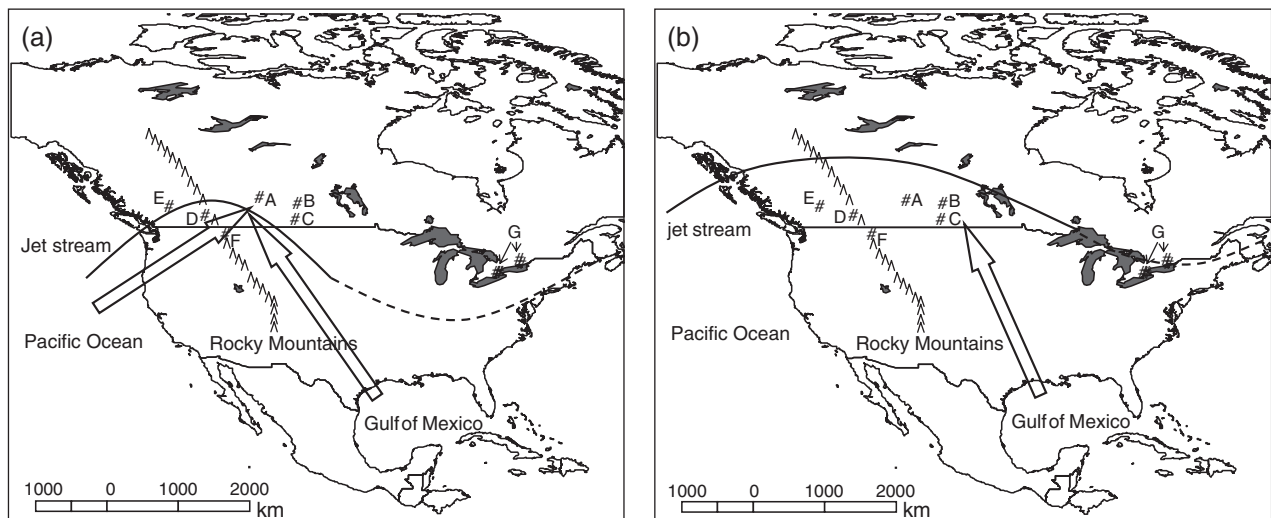 (a)
#A
E#
#B
D #
#C
#F
G
Jet stream
Pacific Ocean
Rocky Mountains
Gulf of Mexico
1000 0 1000 2000
km
(b)
#A
E#
#B
D #
#C
#F
G
jet stream
Pacific Ocean
Rocky Mountains
Gulf of Mexico
1000 0 1000 2000
km